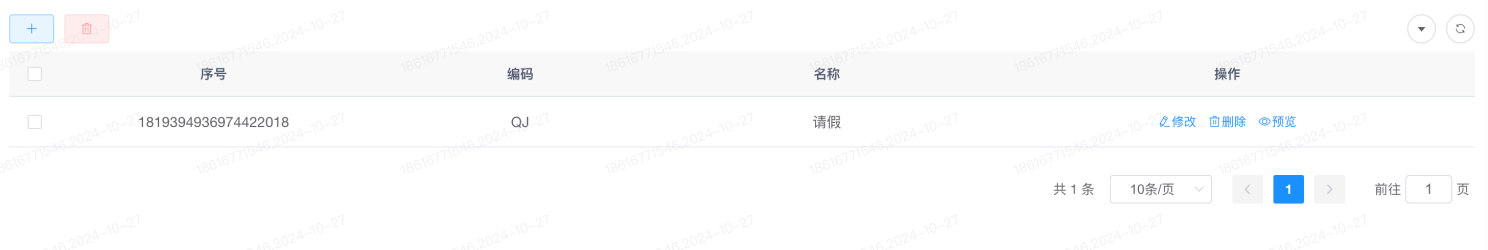 序号 编码 名称 操作
1819394936974422018 QJ 请假 修改 删除 预览
共 1 条 10条/页 1 前往 1 页
18616771546,2024-10-27